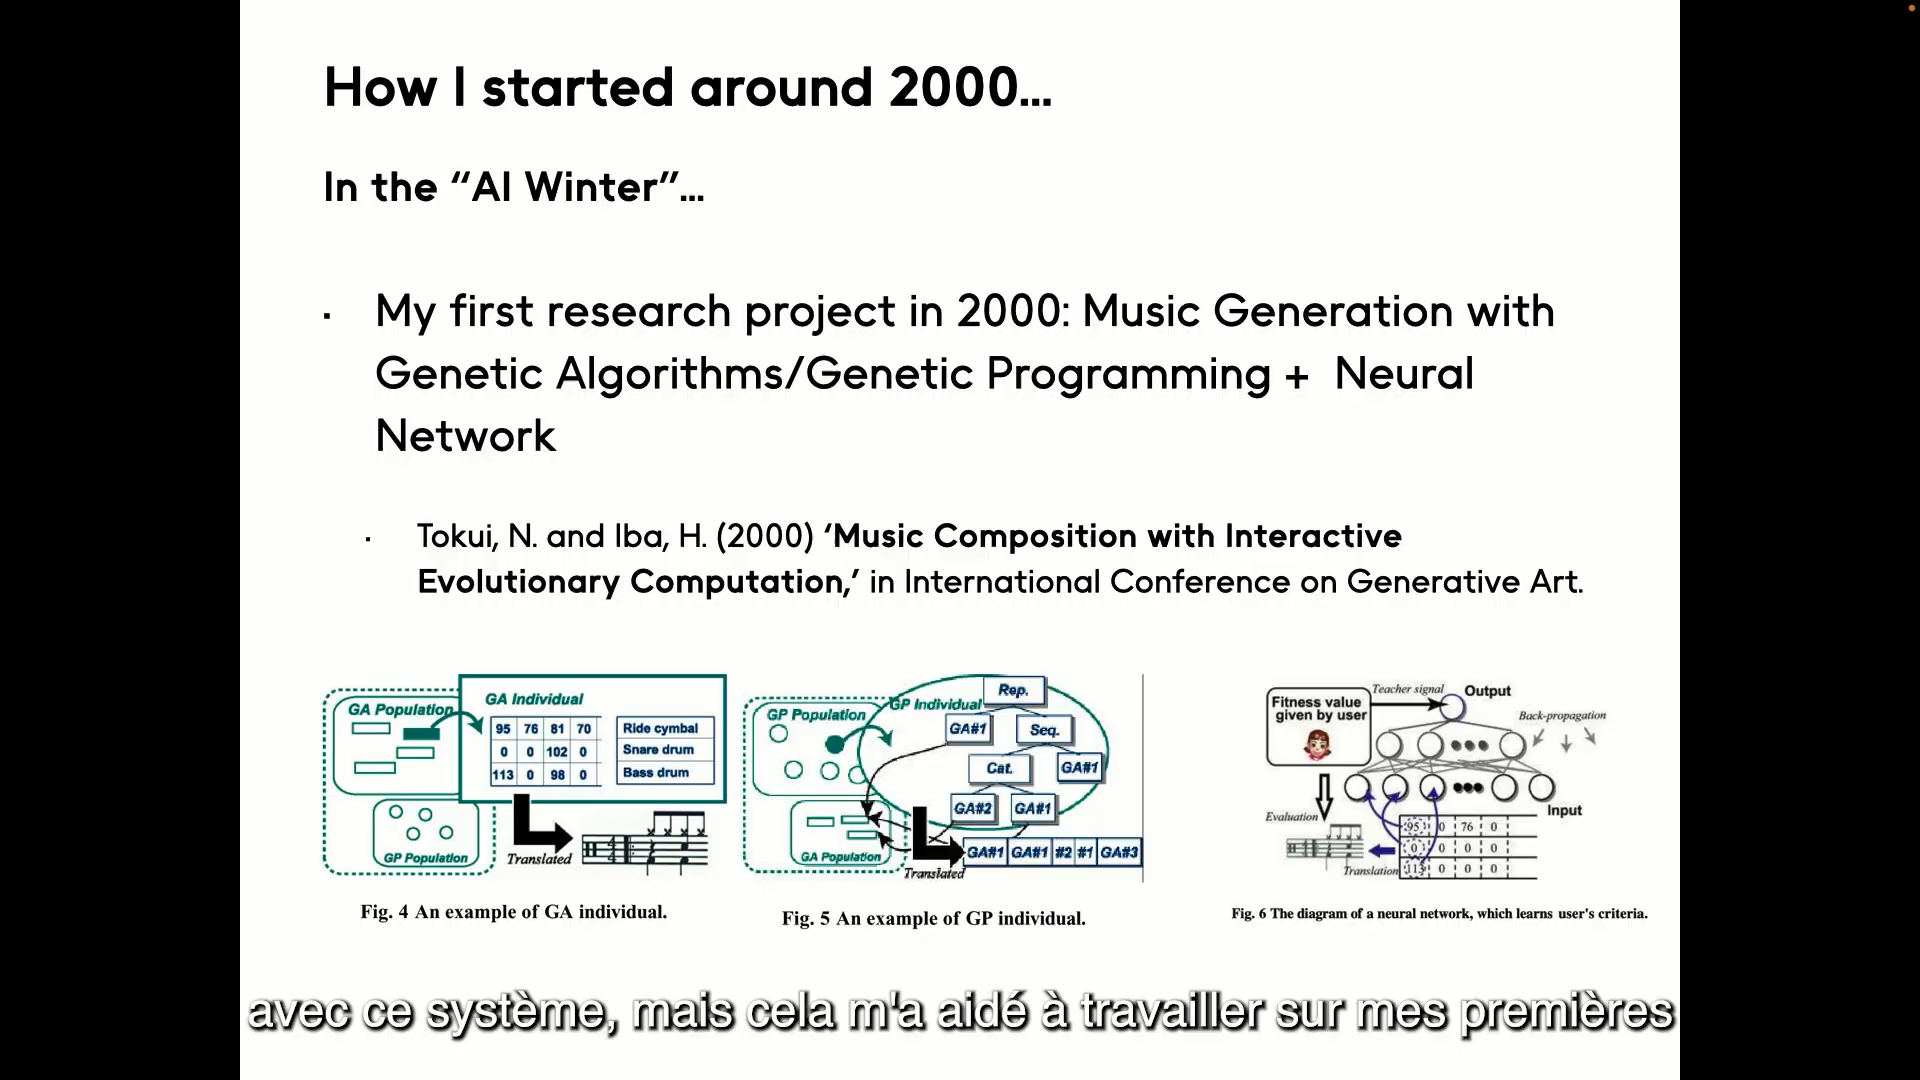 How I started around 2000...
In the “AI Winter”...
· My first research project in 2000: Music Generation with
Genetic Algorithms/Genetic Programming + Neural
Network
· Tokui, N. and Iba, H. (2000) ‘Music Composition with Interactive
Evolutionary Computation,’ in International Conference on Generative Art.
GA Population
GA Individual
95 76 81 70
0 0 102 0
113 0 98 0
Ride cymbal
Snare drum
Bass drum
GP Population
Translated
Fig. 4 An example of GA individual.
GP Population
GP Individual
Rep.
GA#1
Seq.
Cat.
GA#1
GA#2
GA#1
GA Population
Translated
GA#1 GA#1 #2 #1 GA#3
Fig. 5 An example of GP individual.
Fitness value
given by user
Teacher signal
Output
Back-propagation
Input
Evaluation
Translation
95 0 76 0
0 0 0 0
113 0 0 0
Fig. 6 The diagram of a neural network, which learns user's criteria.
avec ce système, mais cela m'a aidé à travailler sur mes premières